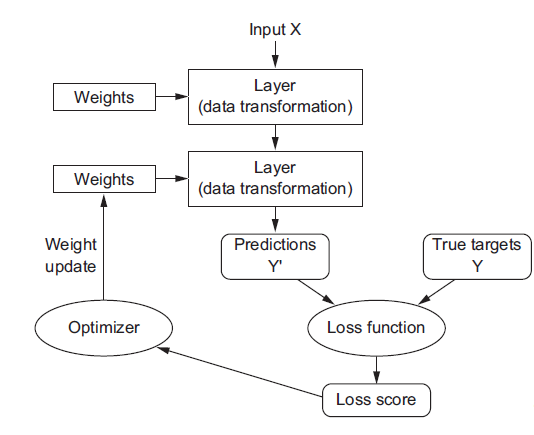 Input X
Weights
Layer
(data transformation)
Weights
Layer
(data transformation)
Weight
update
Predictions
Y'
True targets
Y
Optimizer
Loss function
Loss score